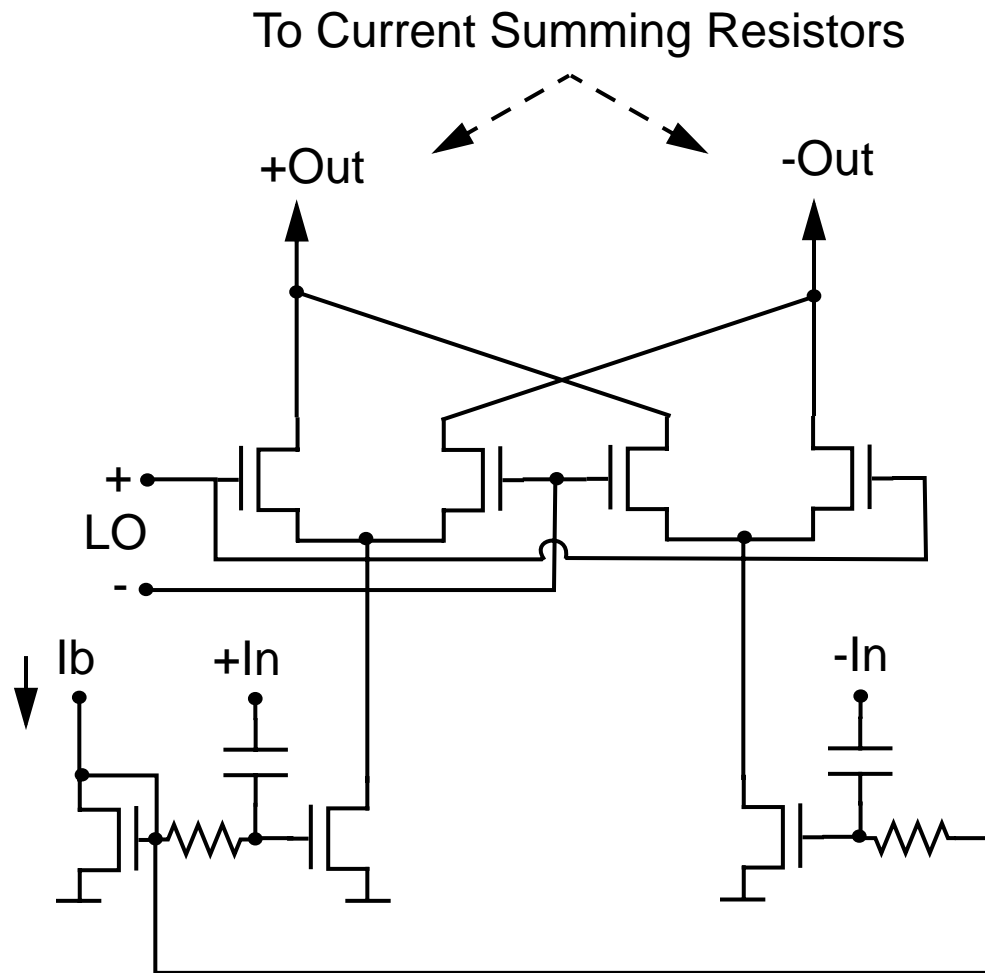 To Current Summing Resistors
+Out
-Out
+
LO
-
Ib
+In
-In